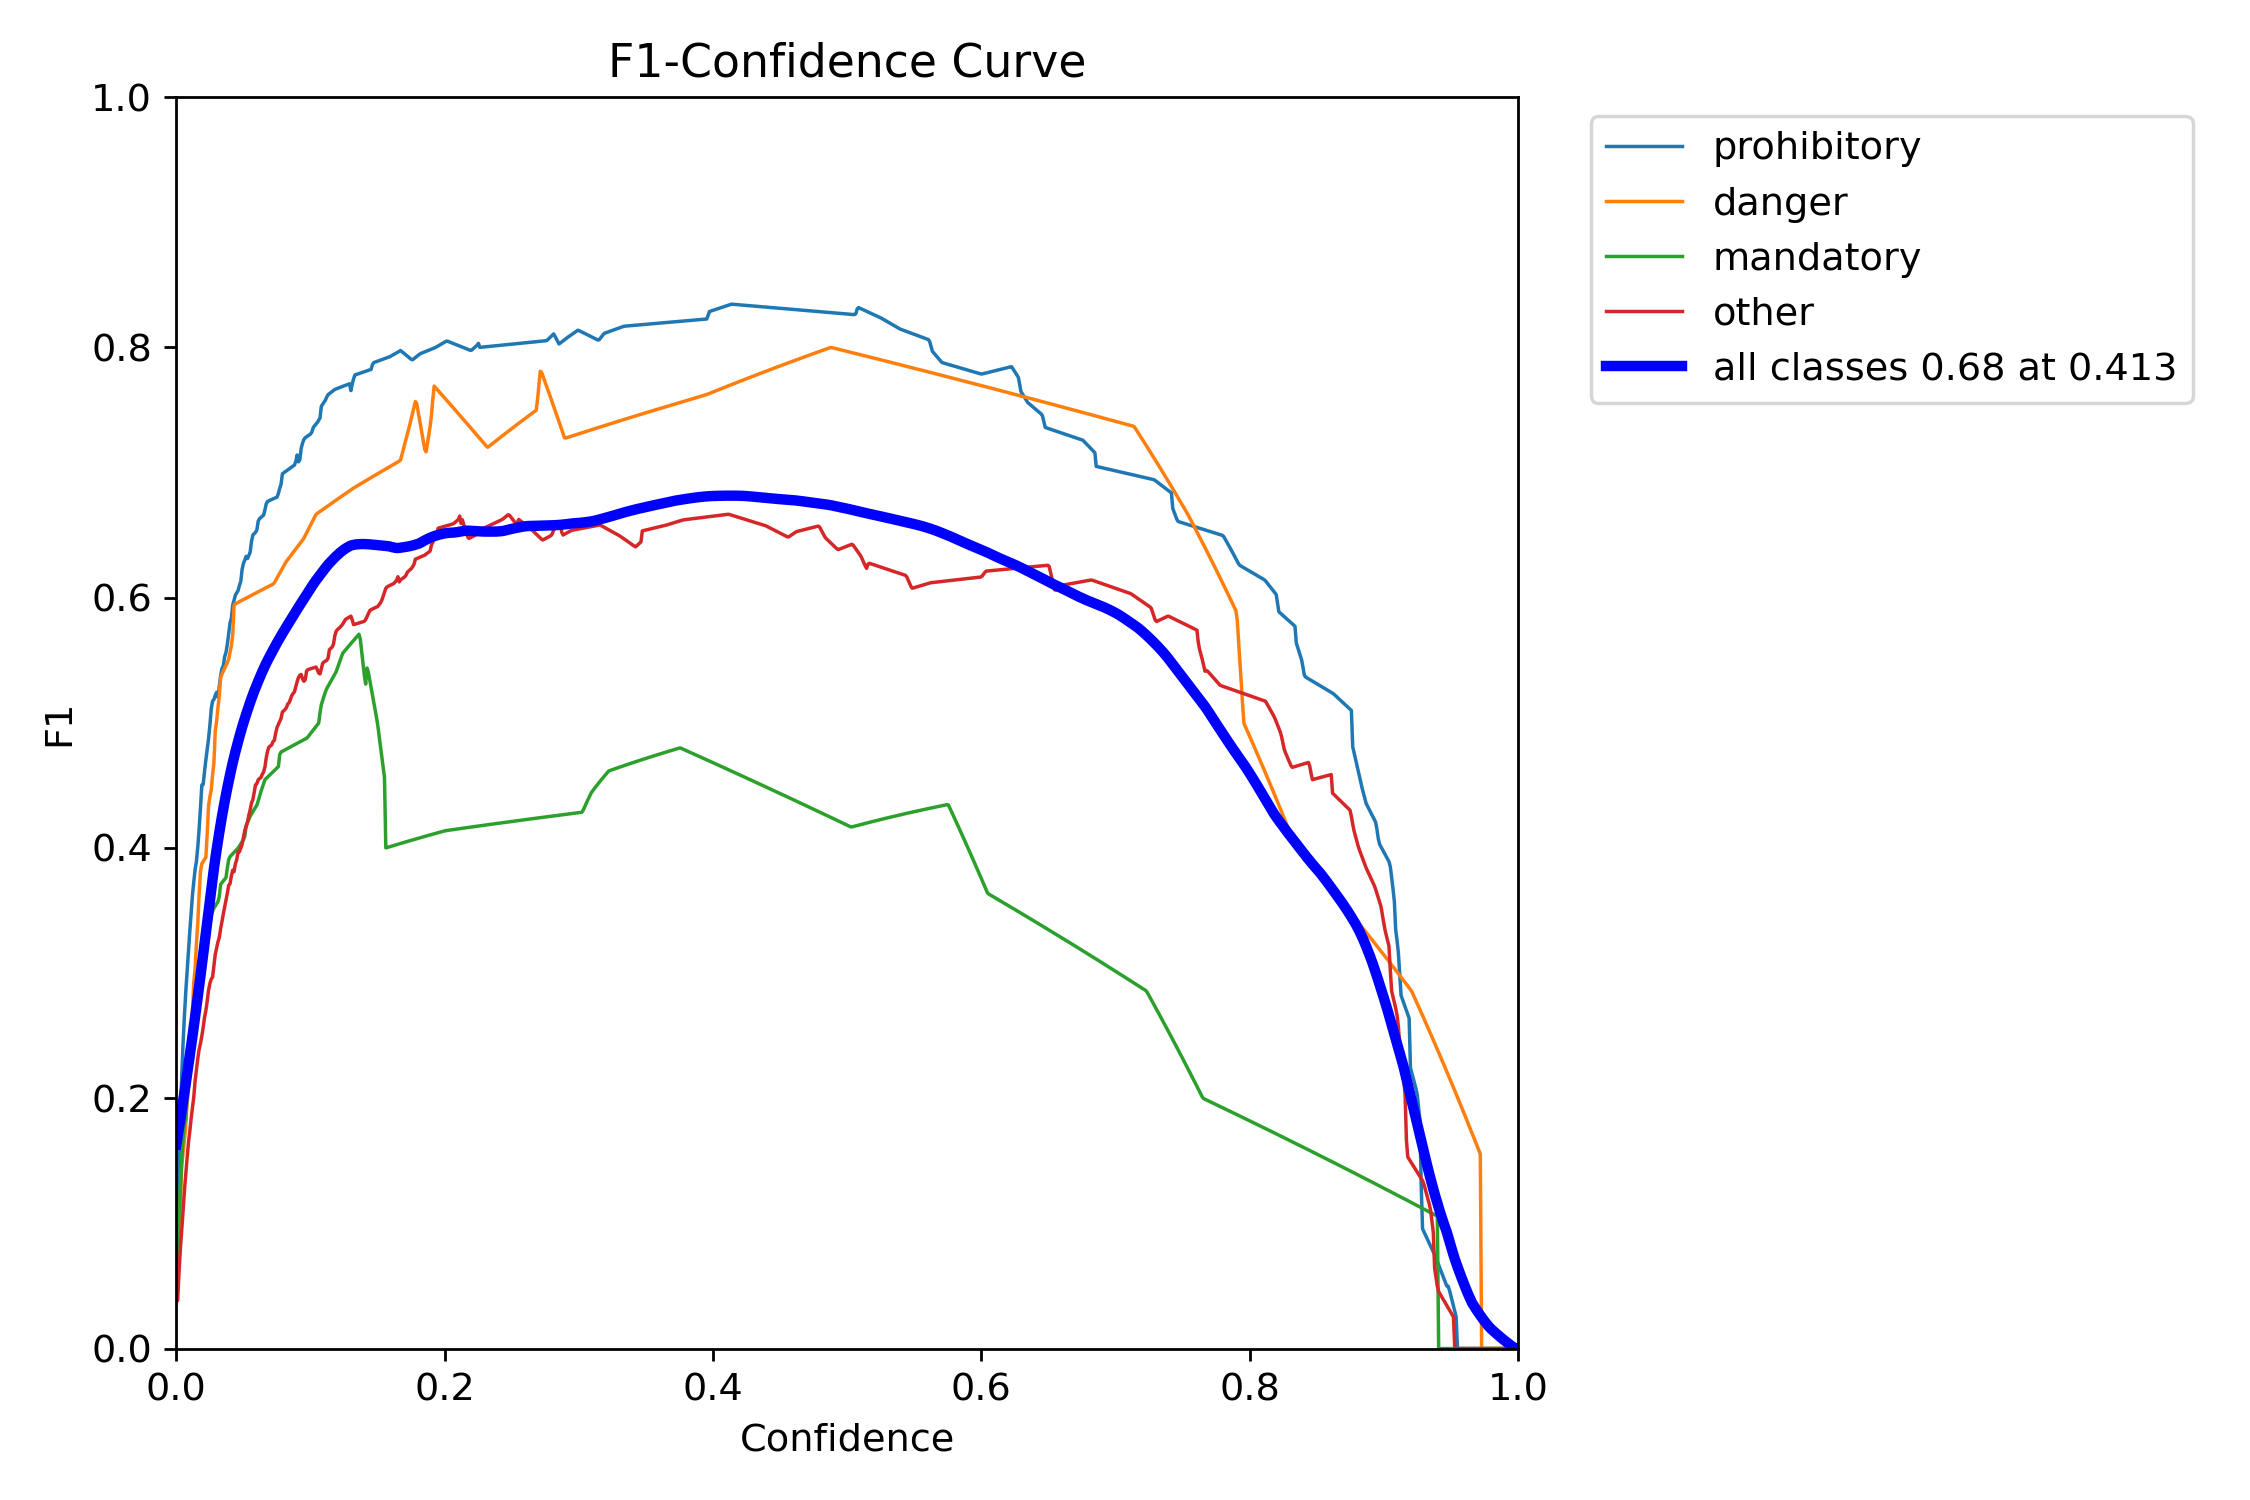 F1-Confidence Curve
1.0
0.8
0.6
0.4
0.2
0.0
F1
0.0 0.2 0.4 0.6 0.8 1.0
Confidence
prohibitory
danger
mandatory
other
all classes 0.68 at 0.413